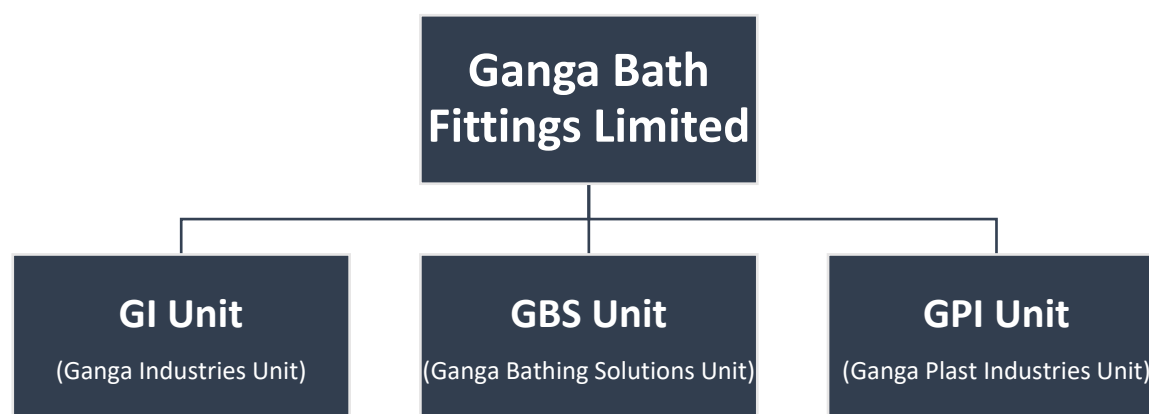 Ganga Bath
Fittings Limited
GI Unit
(Ganga Industries Unit)
GBS Unit
(Ganga Bathing Solutions Unit)
GPI Unit
(Ganga Plast Industries Unit)